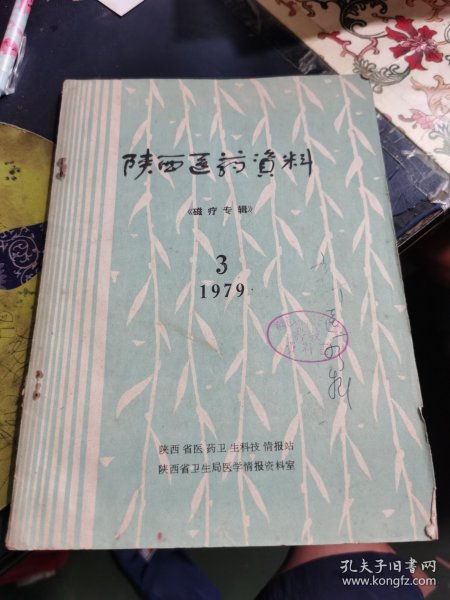 陕西医药資料
《磁疗专辑》
3
1979
陕西省医药卫生科技情报站
陕西省卫生局医学情报资料室
孔夫子旧书网
www.kongfz.com